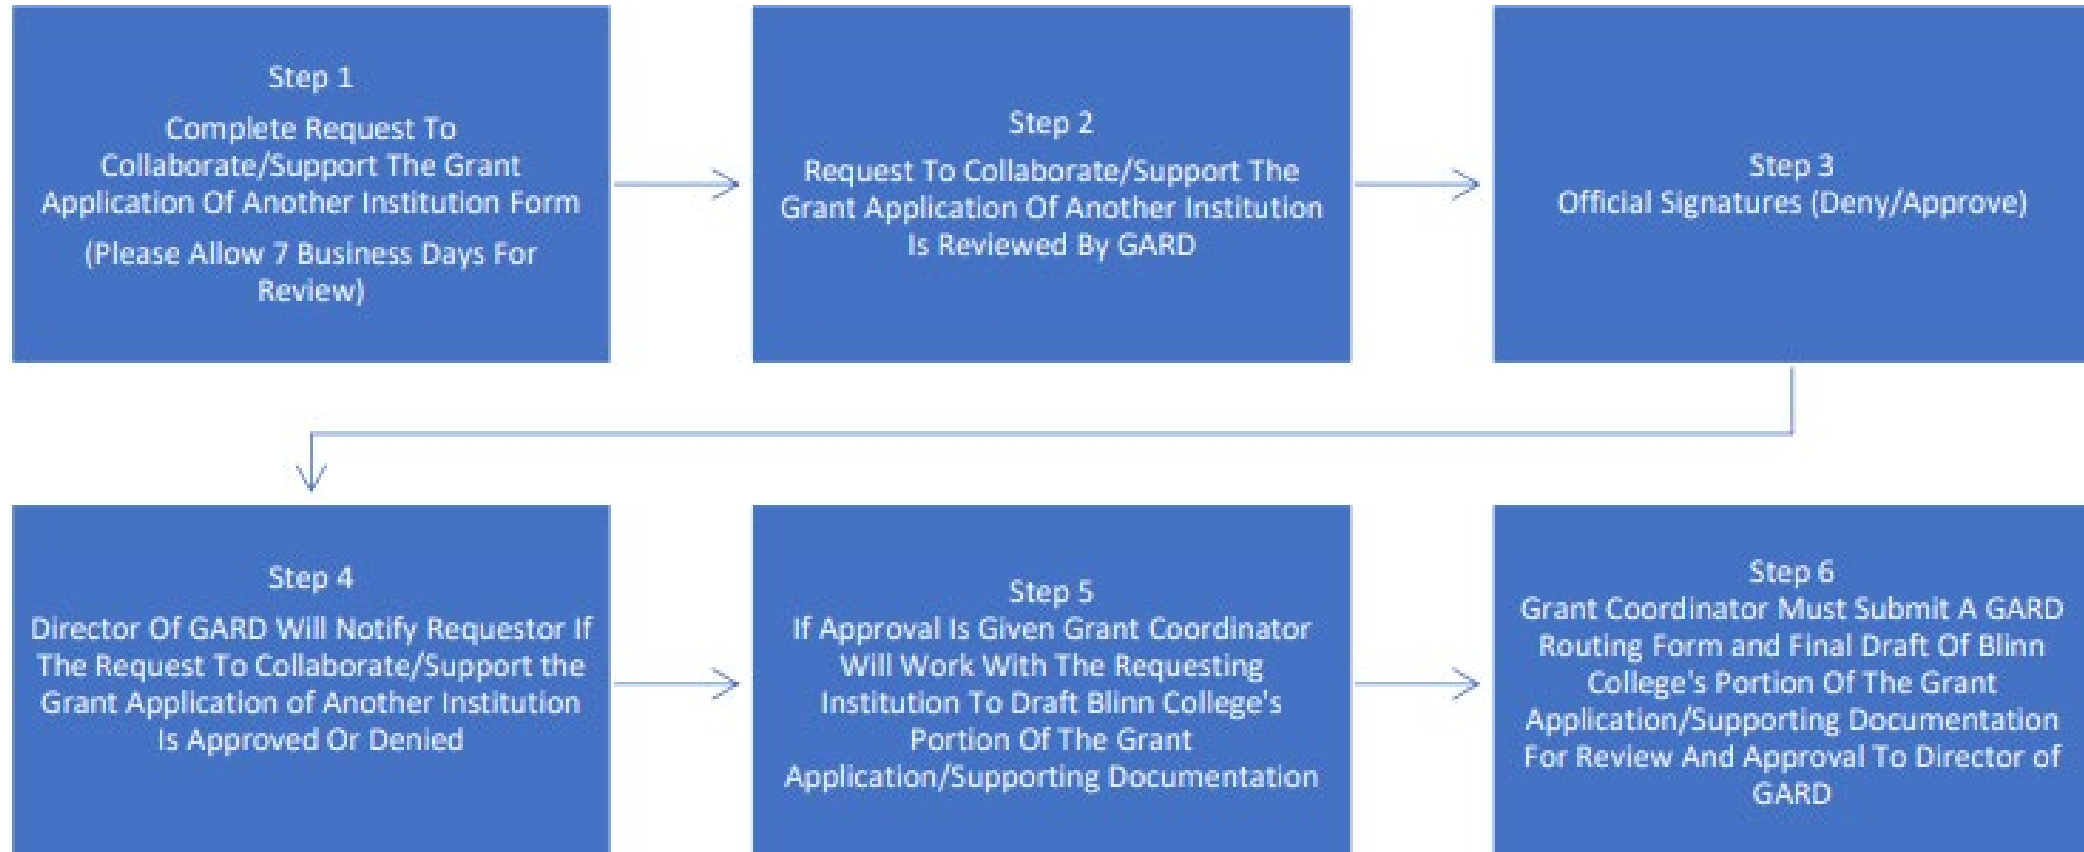 Step 1
Complete Request To
Collaborate/Support The Grant
Application Of Another Institution Form
(Please Allow 7 Business Days For
Review)
Step 2
Request To Collaborate/Support The
Grant Application Of Another Institution
Is Reviewed By GARD
Step 3
Official Signatures (Deny/Approve)
Step 4
Director Of GARD Will Notify Requestor If
The Request To Collaborate/Support the
Grant Application of Another Institution
Is Approved Or Denied
Step 5
If Approval Is Given Grant Coordinator
Will Work With The Requesting
Institution To Draft Blinn College's
Portion Of The Grant
Application/Supporting Documentation
Step 6
Grant Coordinator Must Submit A GARD
Routing Form and Final Draft Of Blinn
College's Portion Of The Grant
Application/Supporting Documentation
For Review And Approval To Director of
GARD